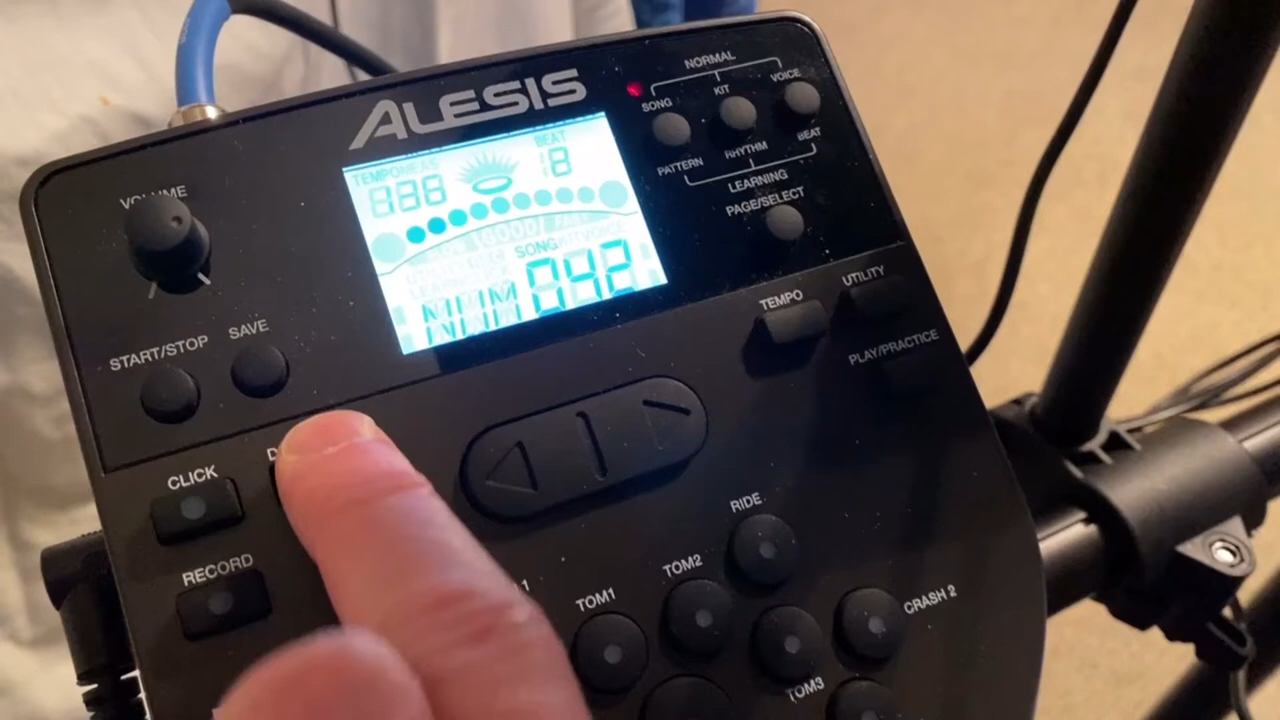 ALESIS
NORMAL
SONG
KIT
VOICE
PATTERN
RHYTHM
BEAT
LEARNING
PAGE/SELECT
VOLUME
TEMPO
BEAT
SONG
042
START/STOP
SAVE
TEMPO
UTILITY
PLAY/PRACTICE
CLICK
RECORD
RIDE
TOM1
TOM2
TOM3
CRASH 2